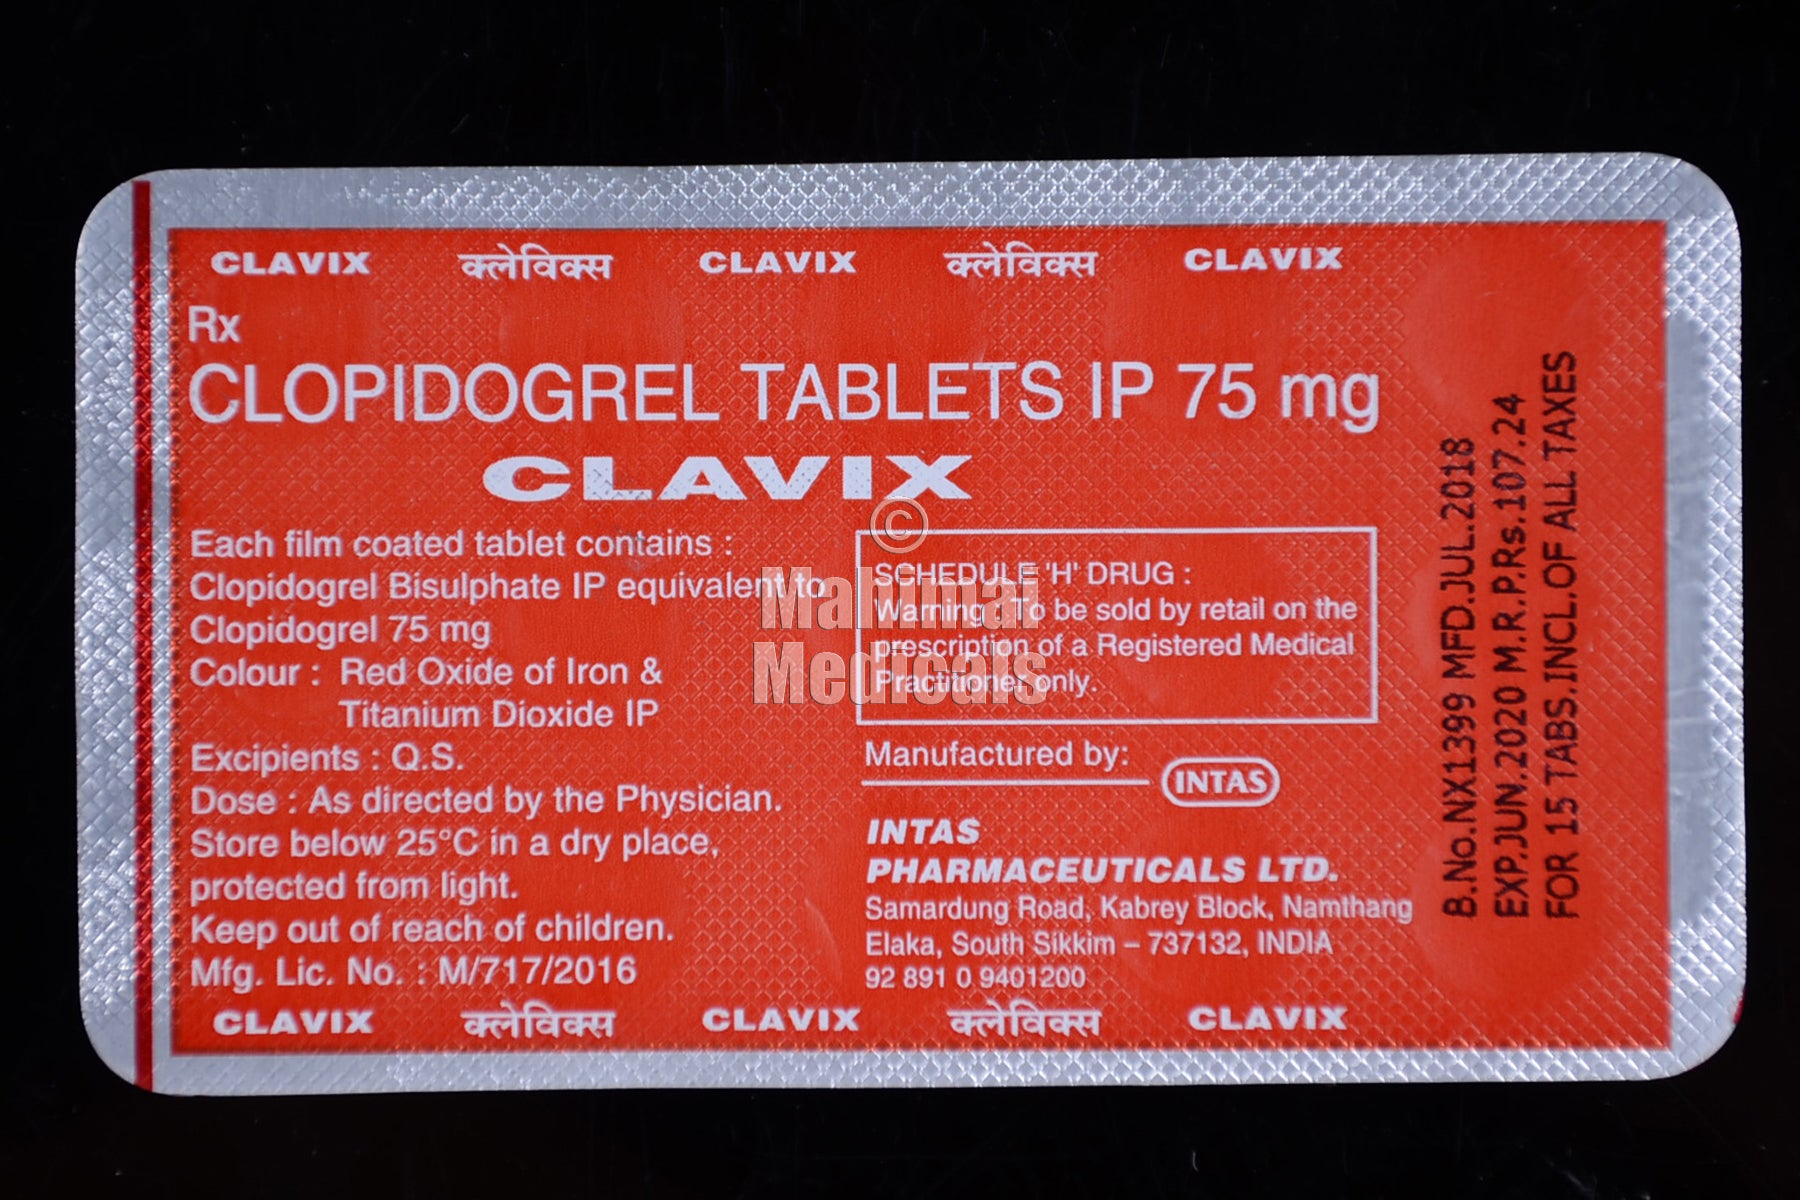 CLAVIX क्लेविक्स CLAVIX क्लेविक्स CLAVIX
Rx
CLOPIDOGREL TABLETS IP 75 mg
CLAVIX
Each film coated tablet contains :
Clopidogrel Bisulphate IP equivalent to
Clopidogrel 75 mg
Colour : Red Oxide of Iron &
Titanium Dioxide IP
Excipients : Q.S.
Dose : As directed by the Physician.
Store below 25°C in a dry place,
protected from light.
Keep out of reach of children.
Mfg. Lic. No. : M/717/2016
SCHEDULE 'H' DRUG :
Warning : To be sold by retail on the
prescription of a Registered Medical
Practitioner only.
Manufactured by:
INTAS
INTAS
PHARMACEUTICALS LTD.
Samardung Road, Kabrey Block, Namthang
Elaka, South Sikkim – 737132, INDIA
92 891 0 9401200
B.No.NX1399 MFD.JUL.2018
EXP.JUN.2020 M.R.P.Rs.107.24
FOR 15 TABS.INCL.OF ALL TAXES
CLAVIX क्लेविक्स CLAVIX क्लेविक्स CLAVIX
©
Mahimai
Medicals